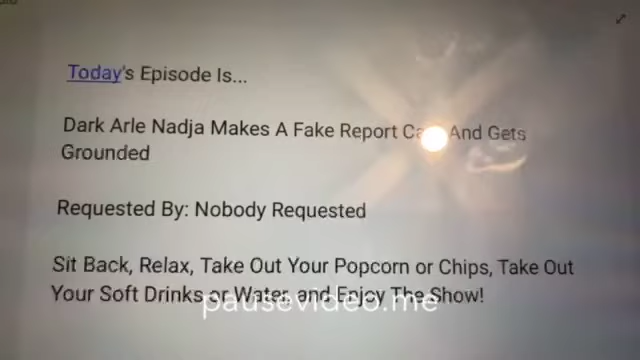 Today's Episode Is...
Dark Arle Nadja Makes A Fake Report And Gets
Grounded
Requested By: Nobody Requested
Sit Back, Relax, Take Out Your Popcorn or Chips, Take Out
Your Soft Drinks or Water, and Enjoy The Show!
pausevideo.me